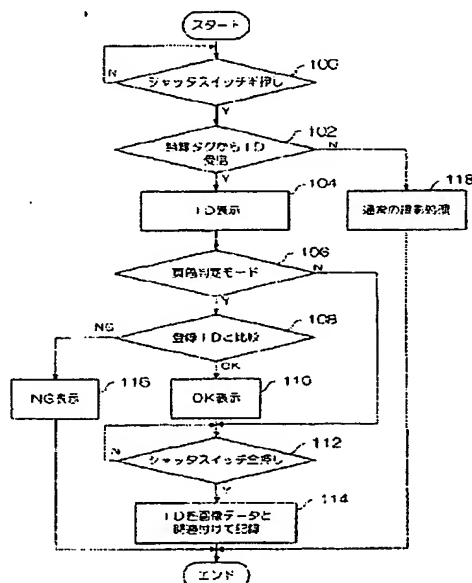 スタート
100
シャッタスイッチ半押し
N
Y
102
無線タグからID
受信
N
Y
104
ID表示
118
通常の撮影処理
106
真偽判定モード
N
Y
108
登録IDと比較
NG
OK
116
NG表示
110
OK表示
112
シャッタスイッチ全押し
N
Y
114
IDを画像データと
関連付けて記録
エンド